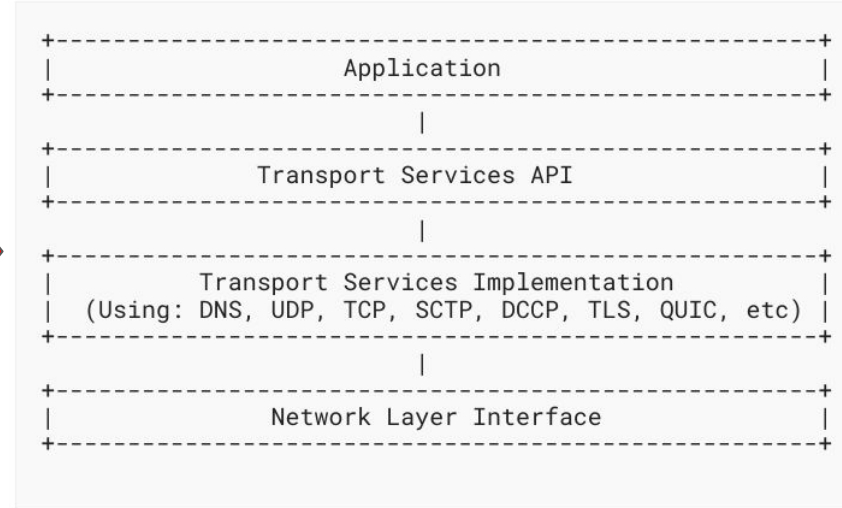 Application
Transport Services API
Transport Services Implementation
(Using: DNS, UDP, TCP, SCTP, DCCP, TLS, QUIC, etc)
Network Layer Interface